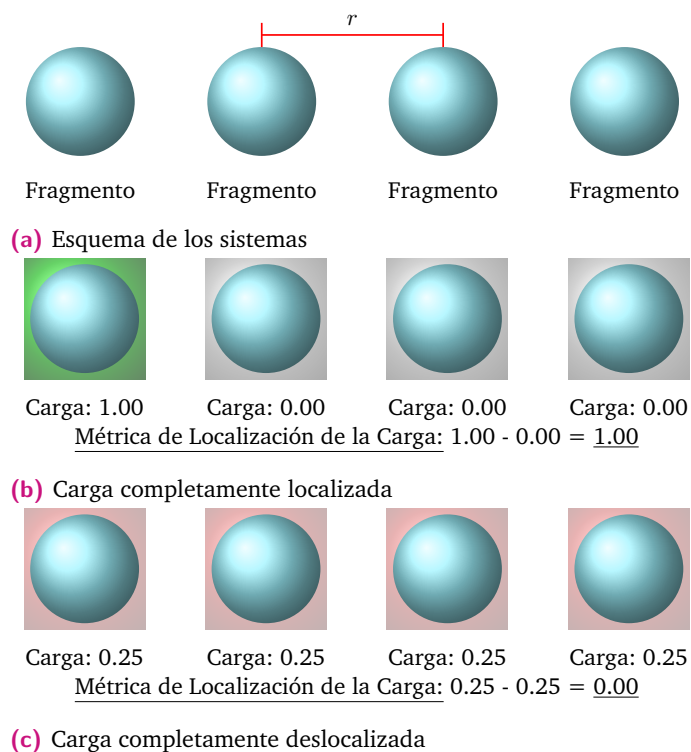 r
Fragmento Fragmento Fragmento Fragmento
(a) Esquema de los sistemas
Carga: 1.00 Carga: 0.00 Carga: 0.00 Carga: 0.00
Métrica de Localización de la Carga: 1.00 - 0.00 = 1.00
(b) Carga completamente localizada
Carga: 0.25 Carga: 0.25 Carga: 0.25 Carga: 0.25
Métrica de Localización de la Carga: 0.25 - 0.25 = 0.00
(c) Carga completamente deslocalizada